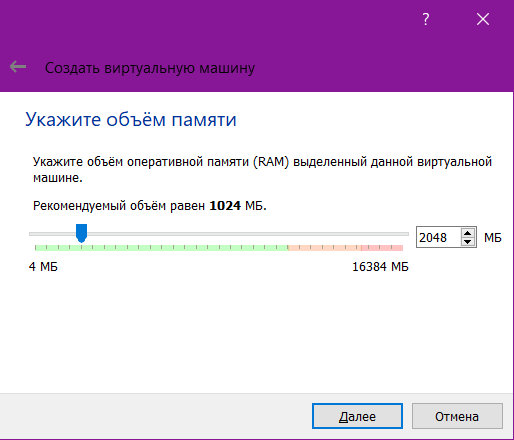 ?
Создать виртуальную машину
Укажите объём памяти
Укажите объём оперативной памяти (RAM) выделенный данной виртуальной
машине.
Рекомендуемый объём равен 1024 МБ.
2048 МБ
4 МБ 16384 МБ
Далее Отмена